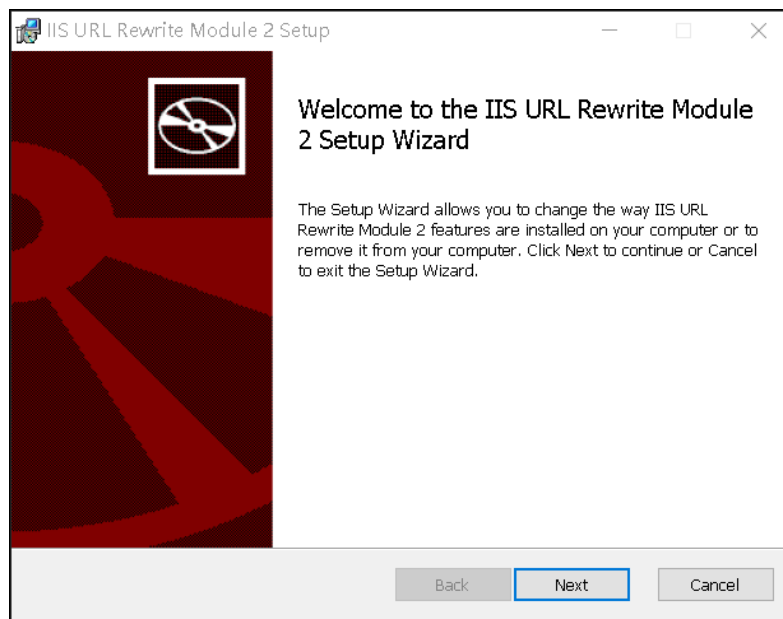 IIS URL Rewrite Module 2 Setup
Welcome to the IIS URL Rewrite Module
2 Setup Wizard
The Setup Wizard allows you to change the way IIS URL
Rewrite Module 2 features are installed on your computer or to
remove it from your computer. Click Next to continue or Cancel
to exit the Setup Wizard.
Back
Next
Cancel